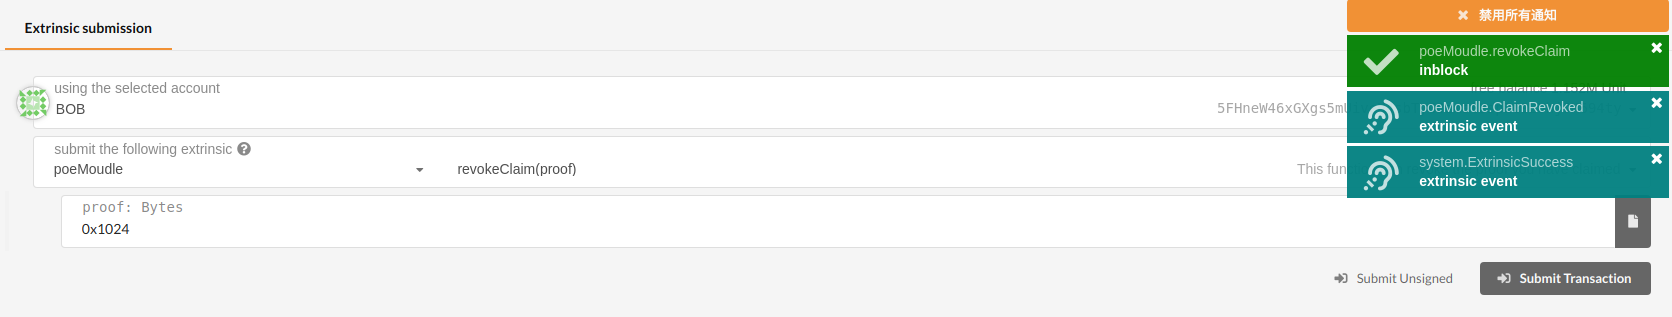 Extrinsic submission
禁用所有通知
poeMoudle.revokeClaim
inblock
poeMoudle.ClaimRevoked
extrinsic event
system.ExtrinsicSuccess
extrinsic event
using the selected account
BOB
free balance
5FHneW46xGXgs5m
submit the following extrinsic
poeMoudle
revokeClaim(proof)
This
proof: Bytes
0x1024
Submit Unsigned
Submit Transaction